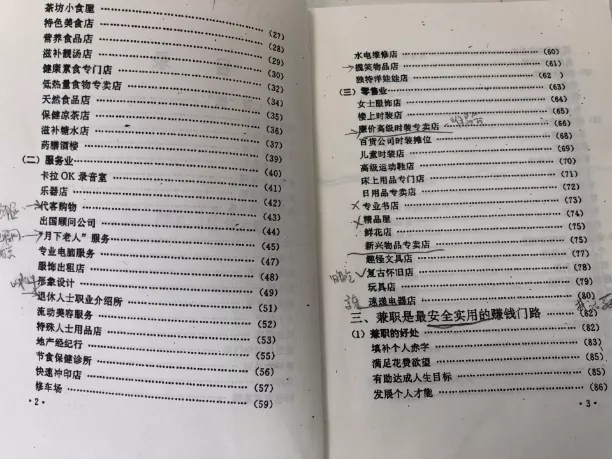 茶坊小食屋 (27)
特色美食店 (28)
营养食品店 (29)
滋补靓汤店 (30)
健康素食专门店 (32)
低热量食物专卖店 (34)
天然食品店 (35)
保健凉茶店 (36)
滋补糖水店 (37)
药膳酒楼 (39)
(二) 服务业 (40)
卡拉OK录音室 (41)
乐器店 (42)
代客购物 (43)
出国顾问公司 (44)
“月下老人”服务 (45)
专业电脑服务 (47)
服饰出租店 (48)
形象设计 (49)
退休人士职业介绍所 (51)
流动美容服务 (52)
特殊人士用品店 (53)
地产经纪行 (55)
节食保健诊所 (56)
快速冲印店 (57)
修车场 (59)
· 2 ·
水电维修店 (60)
搞笑物品店 (61)
独特洋娃娃店 (62)
(三) 零售业 (63)
女士服饰店 (64)
楼上时装店 (65)
廉价高级时装专卖店 (66)
百货公司时装摊位 (68)
儿童时装店 (69)
高级运动鞋店 (70)
床上用品专门店 (71)
日用品专卖店 (72)
专业书店 (73)
精品屋 (74)
鲜花店 (75)
新兴物品专卖店 (75)
趣怪文具店 (77)
复古怀旧店 (78)
玩具店 (79)
速递电器店 (80)
三、兼职是最安全实用的赚钱门路 (82)
(1) 兼职的好处 (82)
填补个人赤字 (83)
满足花费欲望 (85)
有助达成人生目标 (85)
发展个人才能 (86)
· 3 ·